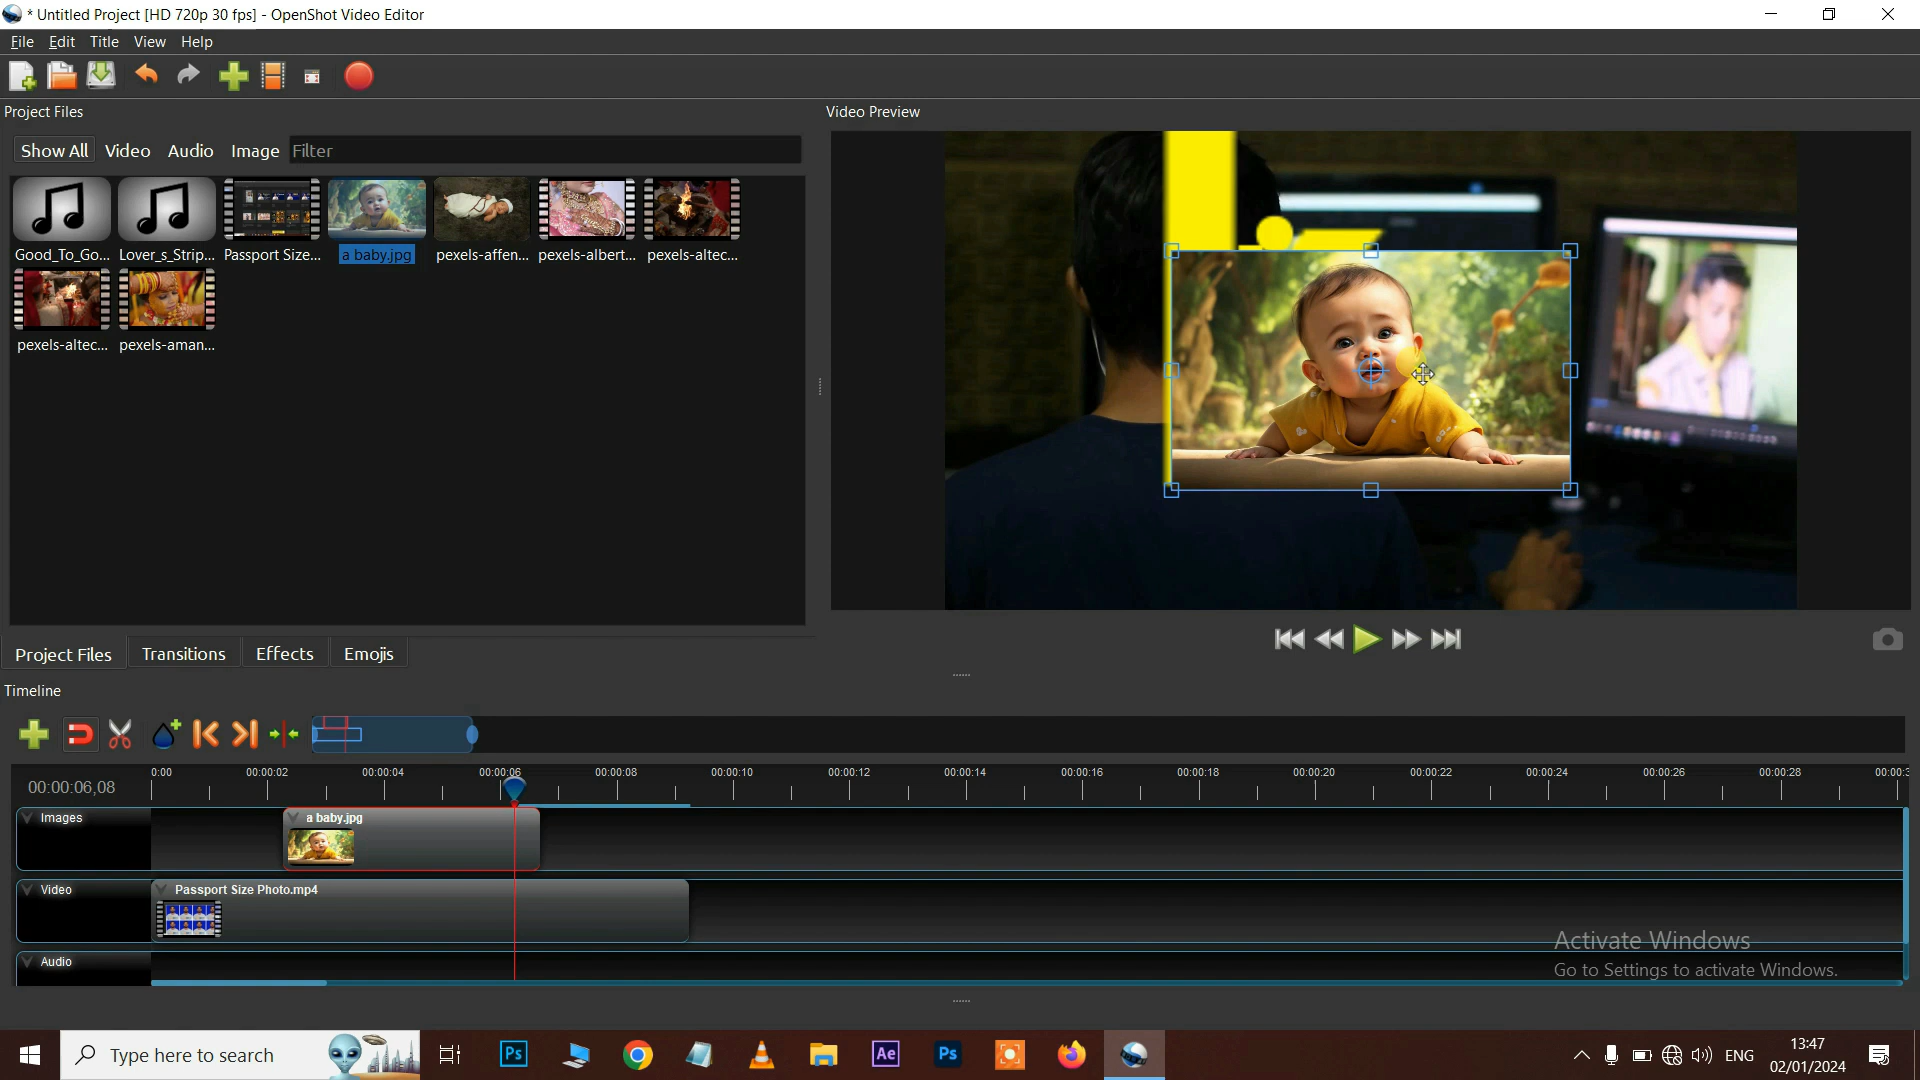 * Untitled Project [HD 720p 30 fps] - OpenShot Video Editor
File Edit Title View Help
Project Files
Video Preview
Show All Video Audio Image Filter
Good_To_Go... Lover_s_Strip... Passport Size... a baby.jpg pexels-affen... pexels-albert... pexels-altec...
pexels-altec... pexels-aman...
Project Files Transitions Effects Emojis
Timeline
00:00:06,08 0:00 00:00:02 00:00:04 00:00:06 00:00:08 00:00:10 00:00:12 00:00:14 00:00:16 00:00:18 00:00:20 00:00:22 00:00:24 00:00:26 00:00:28 00:00:3
Images a baby.jpg
Video Passport Size Photo.mp4
Audio
Activate Windows
Go to Settings to activate Windows.
Type here to search
Ps
Ae
Ps
ENG
13:47
02/01/2024